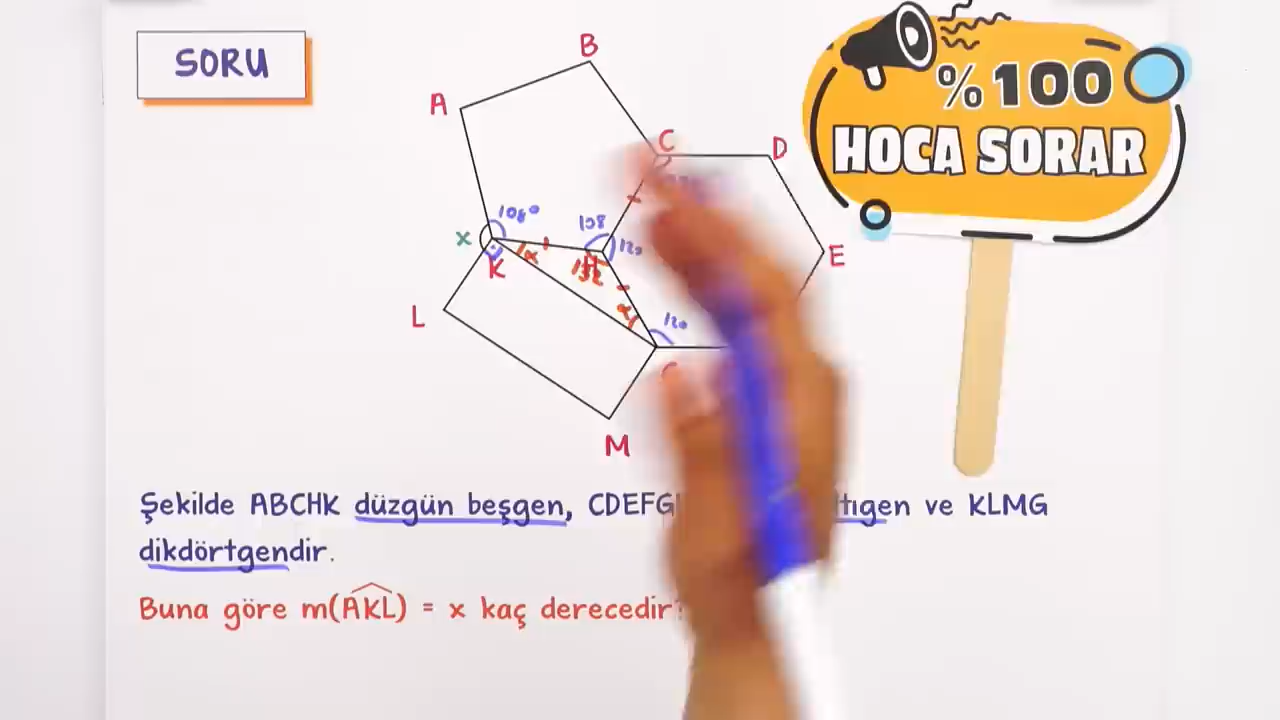 SORU
%100
HOCA SORAR
B
A
C
D
108°
108
x
120
K
α
H
132
E
L
α
120
M
Şekilde ABCHK düzgün beşgen, CDEFG ve KLMG
dikdörtgendir.
Buna göre m(AKL) = x kaç derecedir?